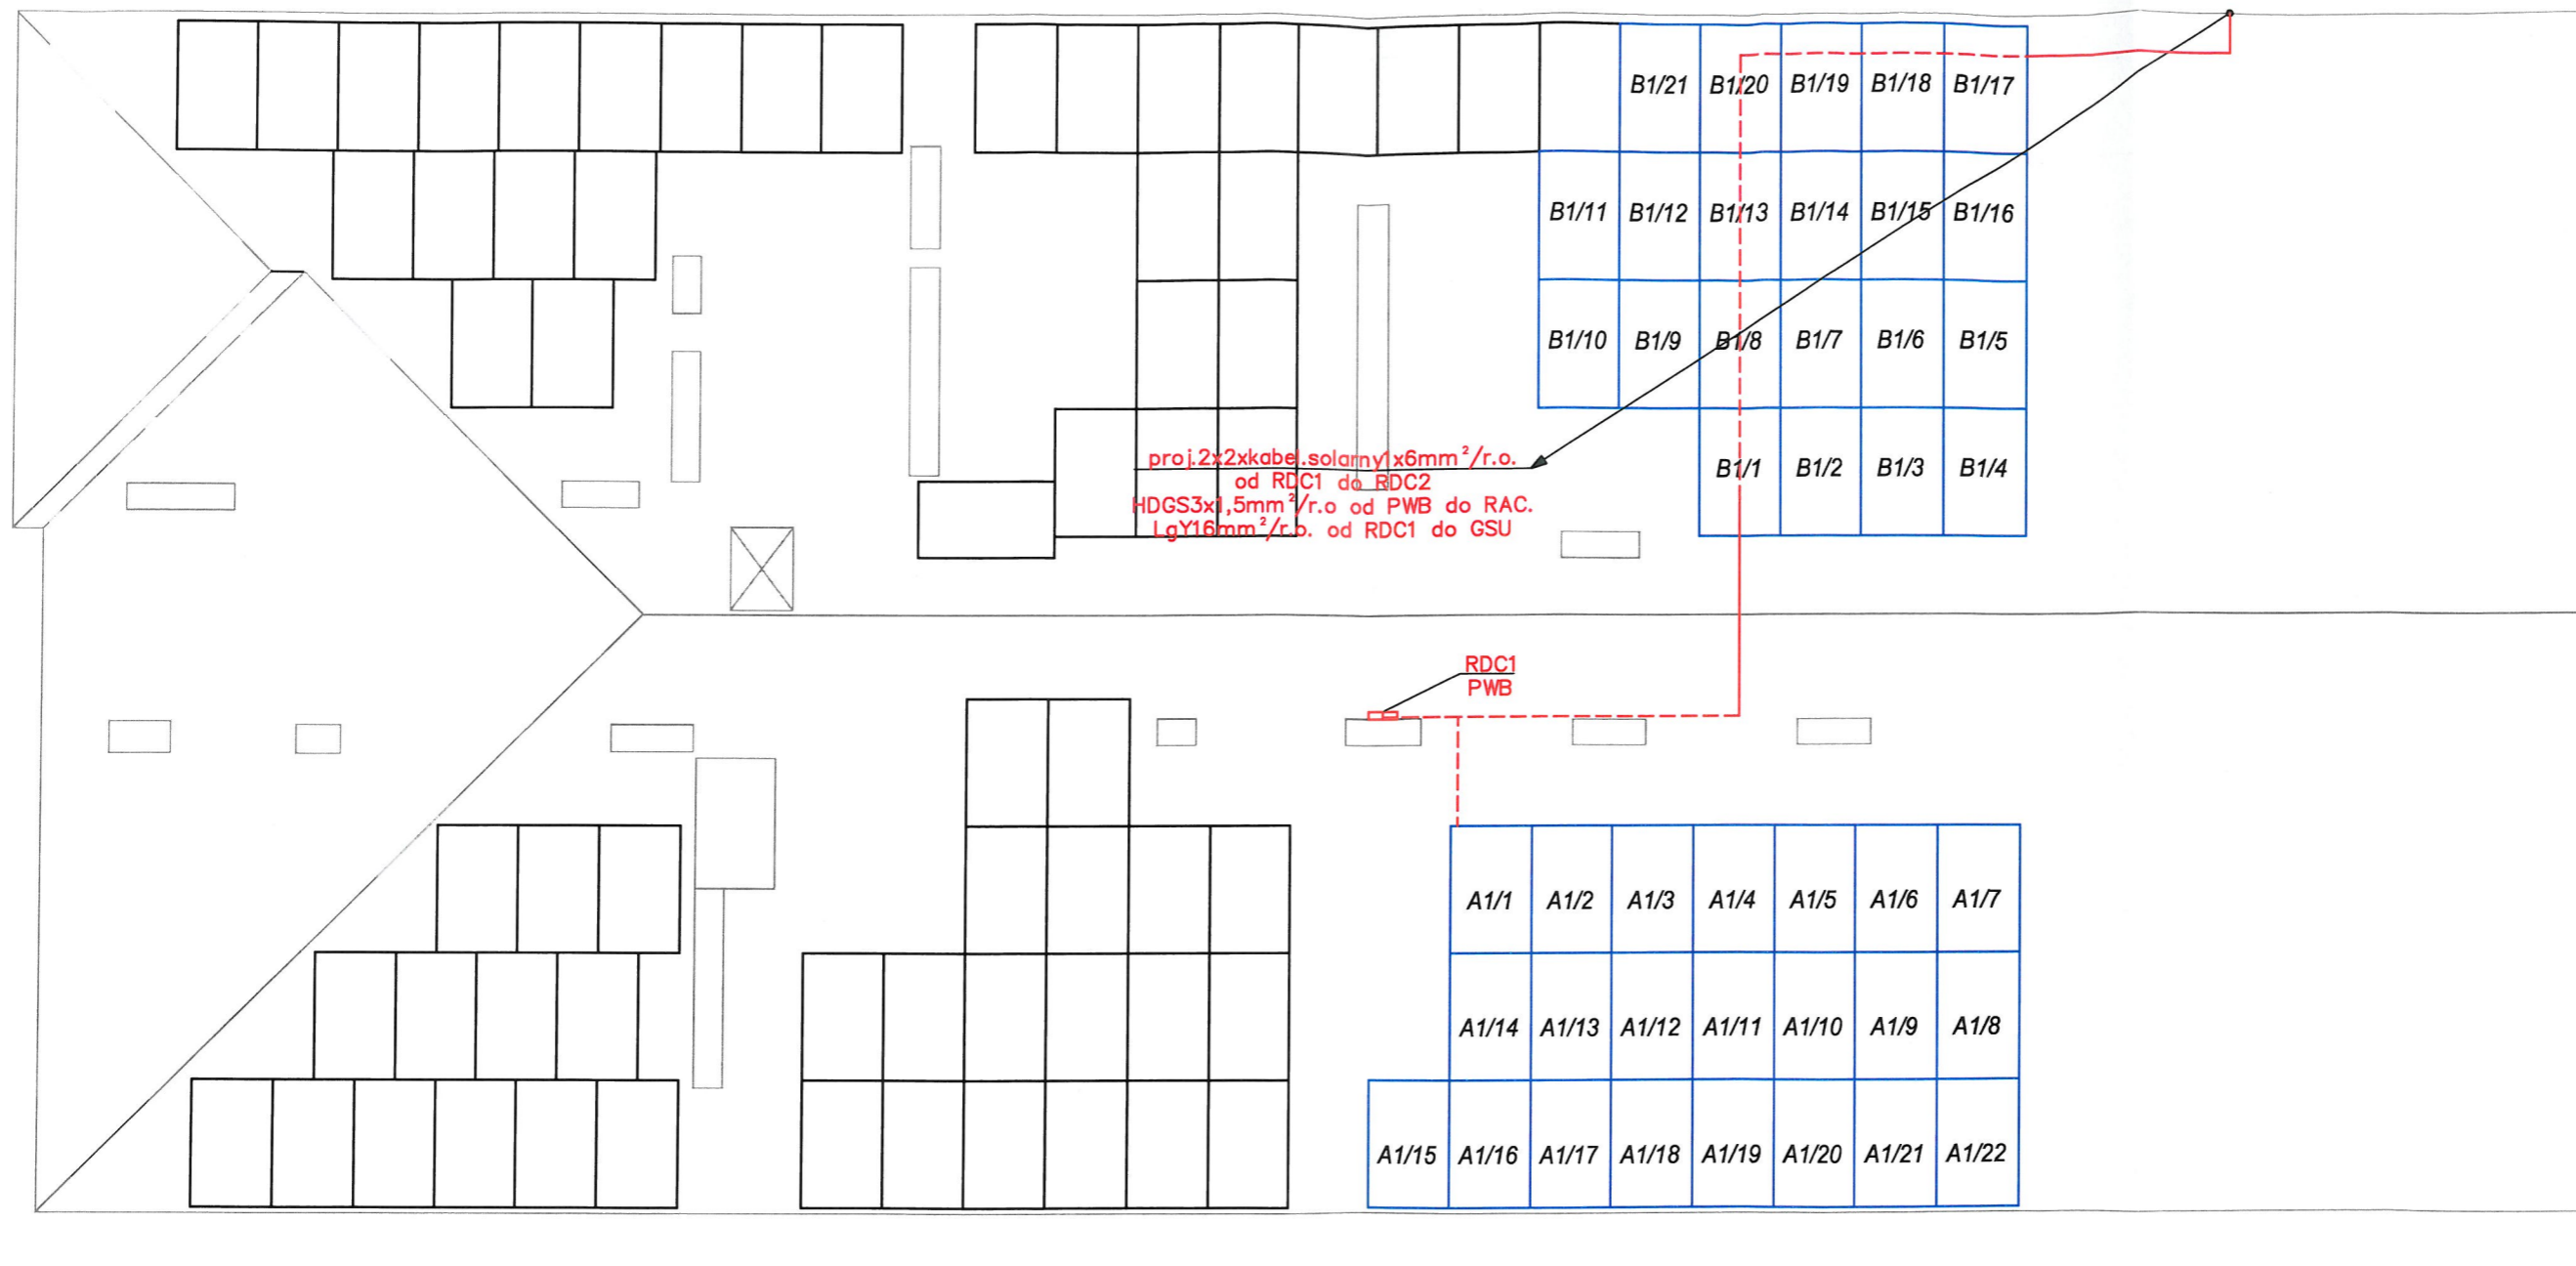 B1/21 B1/20 B1/19 B1/18 B1/17
B1/11 B1/12 B1/13 B1/14 B1/15 B1/16
B1/10 B1/9 B1/8 B1/7 B1/6 B1/5
B1/1 B1/2 B1/3 B1/4
proj.2x2xkabel.solarny1x6mm²/r.o.
od RDC1 do RDC2
HDGS3x1,5mm²/r.o od PWB do RAC.
LgY16mm²/r.o. od RDC1 do GSU
RDC1
PWB
A1/1 A1/2 A1/3 A1/4 A1/5 A1/6 A1/7
A1/14 A1/13 A1/12 A1/11 A1/10 A1/9 A1/8
A1/15 A1/16 A1/17 A1/18 A1/19 A1/20 A1/21 A1/22